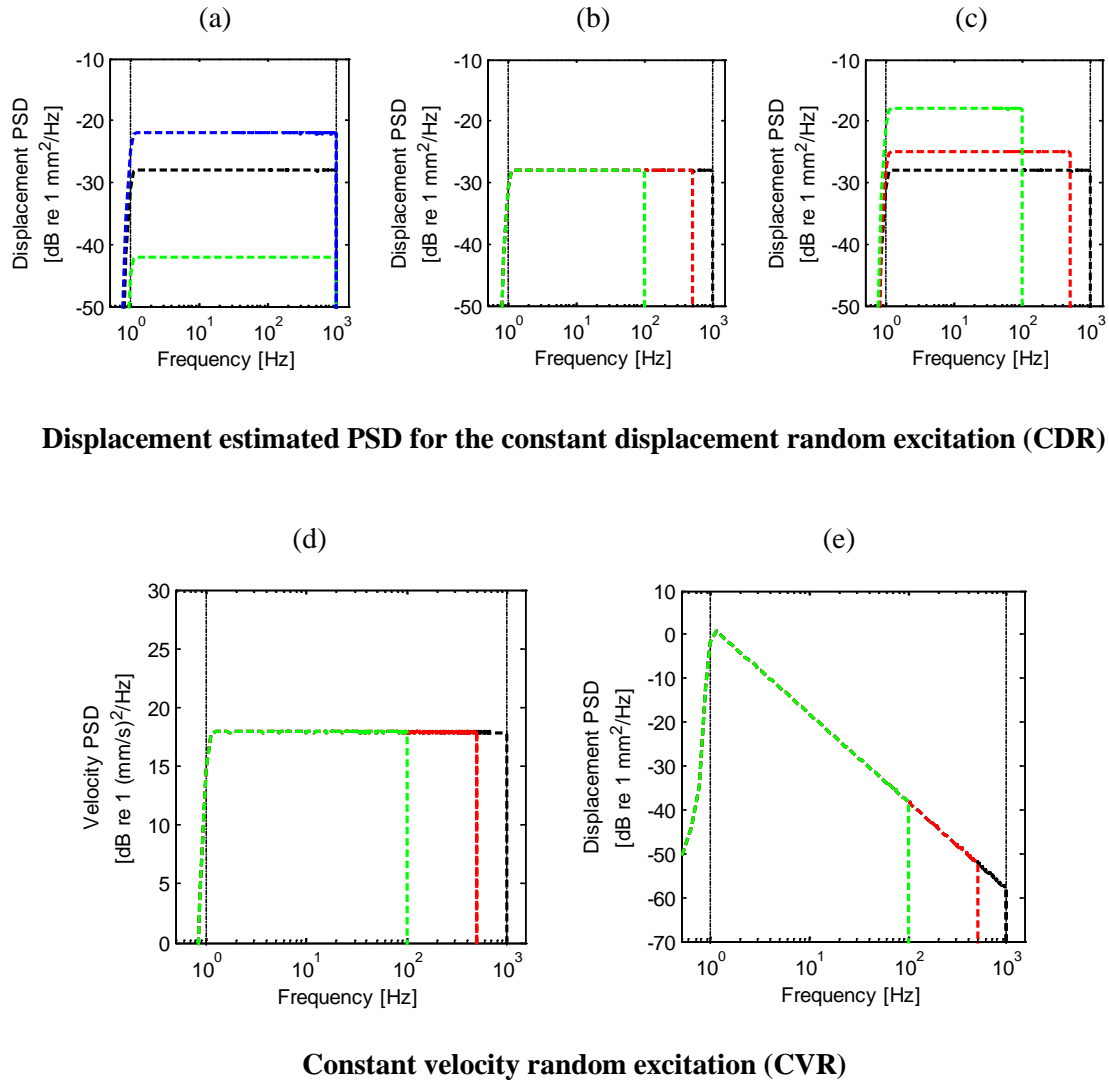 (a)
(b)
(c)
-10
-20
-30
-40
-50
Displacement PSD
[dB re 1 mm²/Hz]
10⁰
10¹
10²
10³
Frequency [Hz]
-10
-20
-30
-40
-50
Displacement PSD
[dB re 1 mm²/Hz]
10⁰
10¹
10²
10³
Frequency [Hz]
-10
-20
-30
-40
-50
Displacement PSD
[dB re 1 mm²/Hz]
10⁰
10¹
10²
10³
Frequency [Hz]
Displacement estimated PSD for the constant displacement random excitation (CDR)
(d)
(e)
30
25
20
15
10
5
0
Velocity PSD
[dB re 1 (mm/s)²/Hz]
10⁰
10¹
10²
10³
Frequency [Hz]
10
0
-10
-20
-30
-40
-50
-60
-70
Displacement PSD
[dB re 1 mm²/Hz]
10⁰
10¹
10²
10³
Frequency [Hz]
Constant velocity random excitation (CVR)